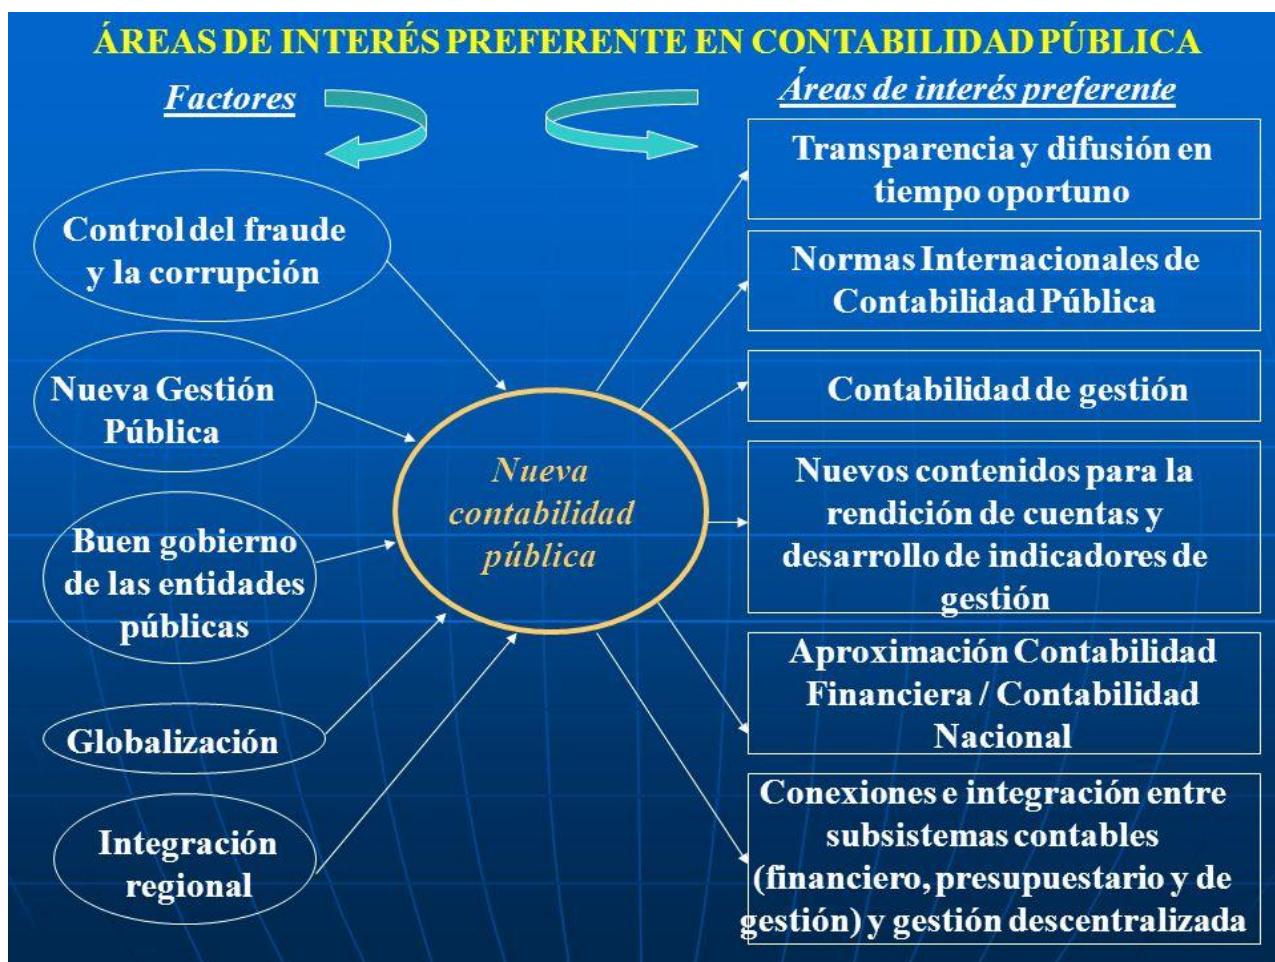 ÁREAS DE INTERÉS PREFERENTE EN CONTABILIDAD PÚBLICA
Factores
Control del fraude
y la corrupción
Nueva Gestión
Pública
Buen gobierno
de las entidades
públicas
Globalización
Integración
regional
Nueva
contabilidad
pública
Áreas de interés preferente
Transparencia y difusión en
tiempo oportuno
Normas Internacionales de
Contabilidad Pública
Contabilidad de gestión
Nuevos contenidos para la
rendición de cuentas y
desarrollo de indicadores de
gestión
Aproximación Contabilidad
Financiera / Contabilidad
Nacional
Conexiones e integración entre
subsistemas contables
(financiero, presupuestario y de
gestión) y gestión descentralizada